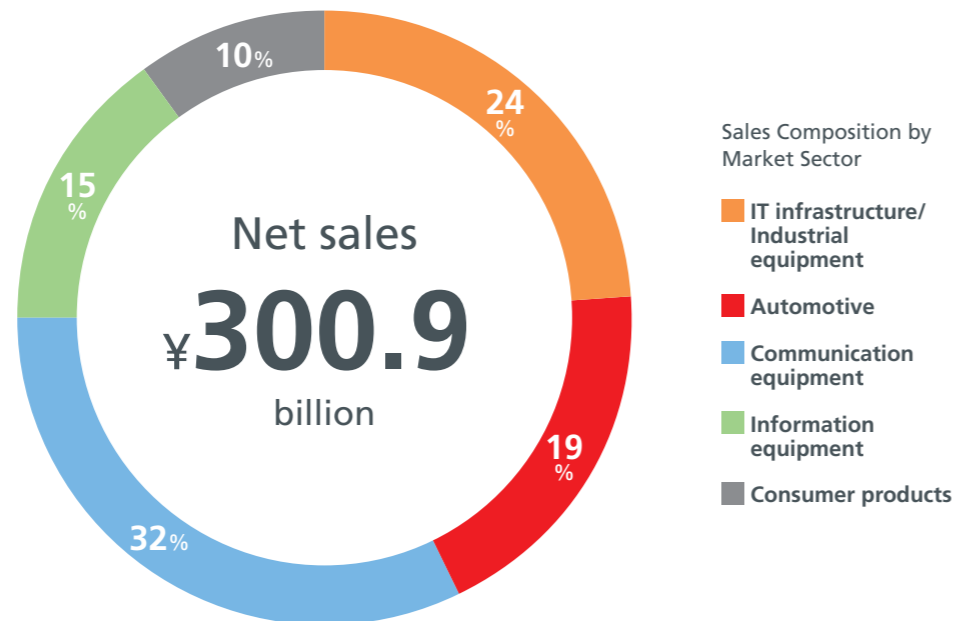 10%
24
%
15
%
Net sales
¥300.9
billion
19
%
32%
Sales Composition by
Market Sector
IT infrastructure/
Industrial
equipment
Automotive
Communication
equipment
Information
equipment
Consumer products